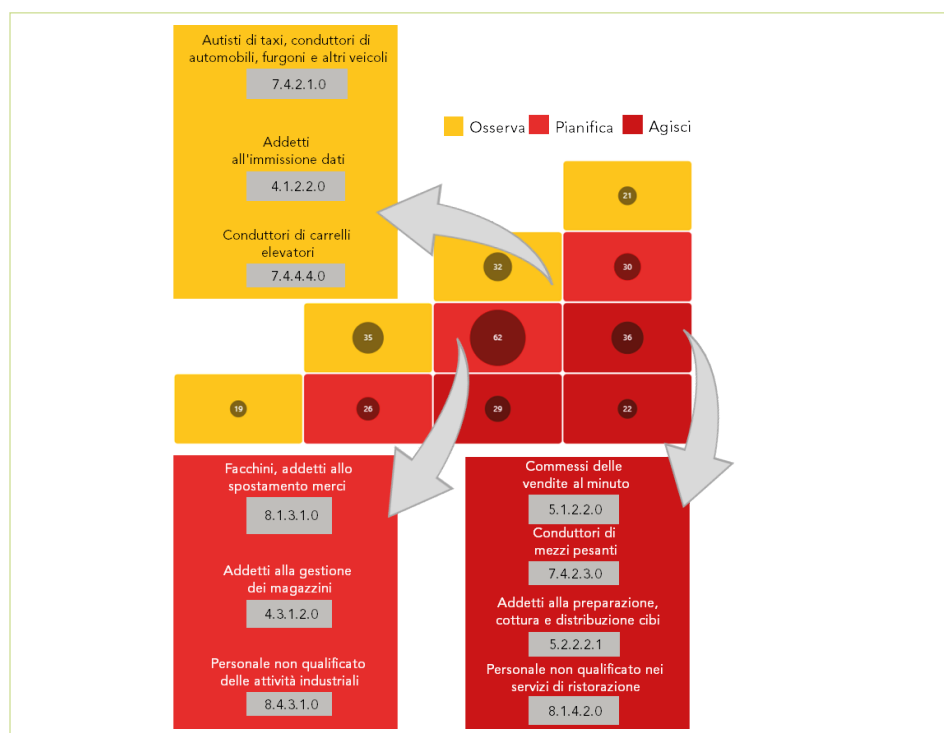 Autisti di taxi, conduttori di
automobili, furgoni e altri veicoli
7.4.2.1.0
Addetti
all'immissione dati
4.1.2.2.0
Conduttori di carrelli
elevatori
7.4.4.4.0
Osserva Pianifica Agisci
21
32 30
35 62 36
19 26 29 22
Facchini, addetti allo
spostamento merci
8.1.3.1.0
Addetti alla gestione
dei magazzini
4.3.1.2.0
Personale non qualificato
delle attività industriali
8.4.3.1.0
Commessi delle
vendite al minuto
5.1.2.2.0
Conduttori di
mezzi pesanti
7.4.2.3.0
Addetti alla preparazione,
cottura e distribuzione cibi
5.2.2.2.1
Personale non qualificato nei
servizi di ristorazione
8.1.4.2.0